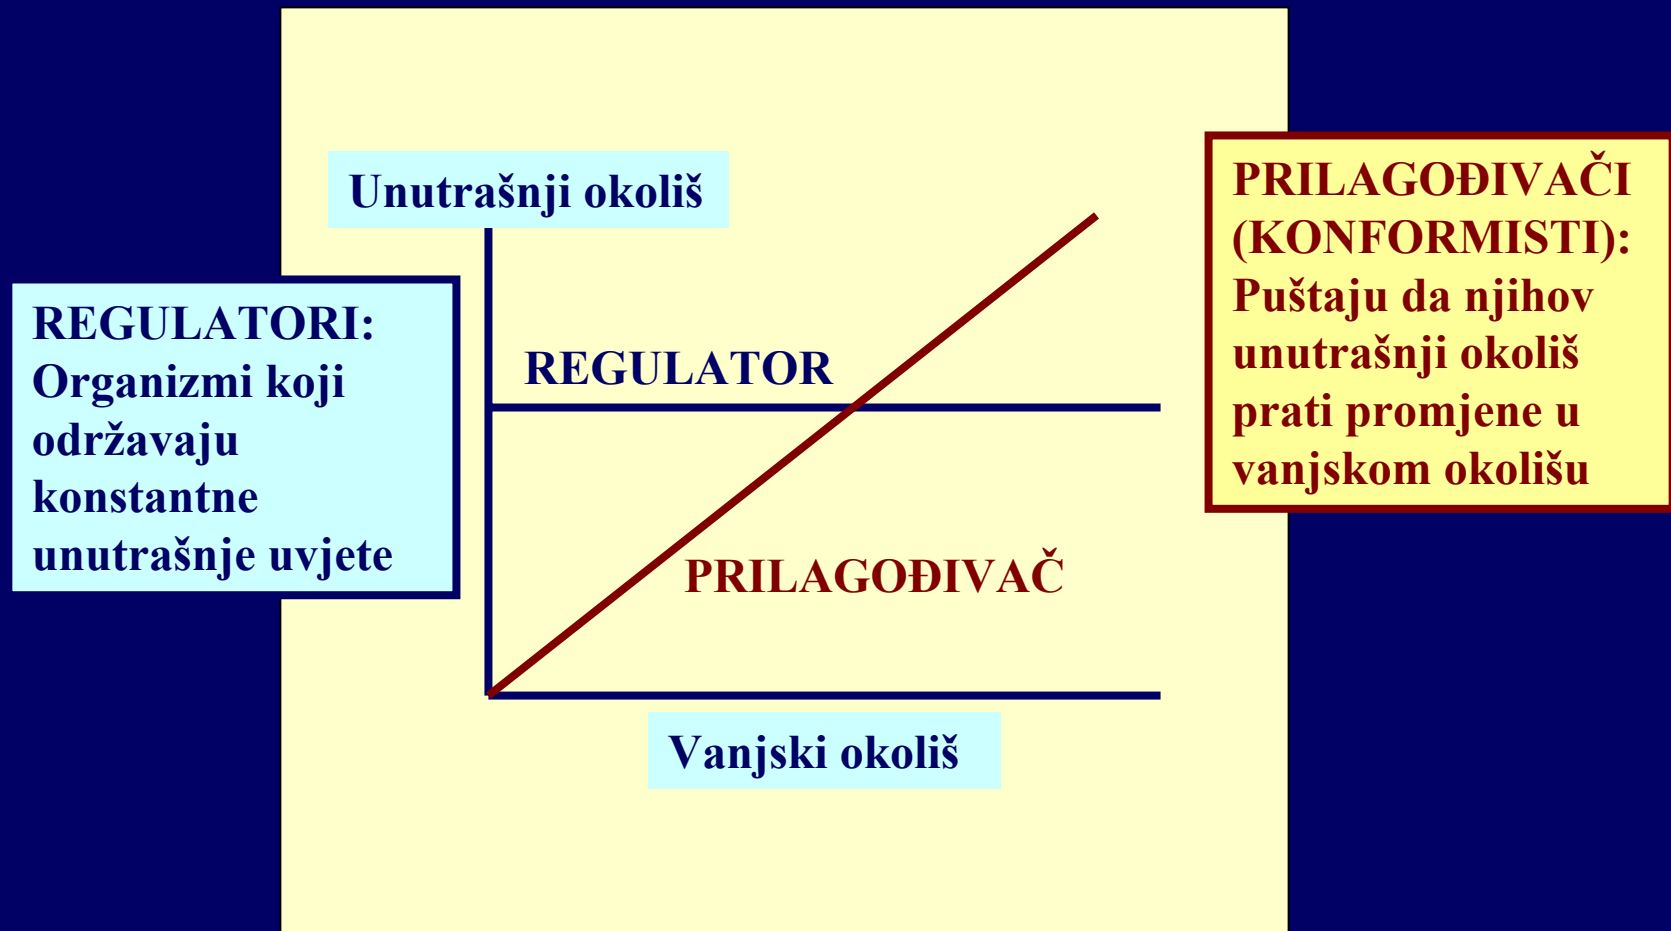 Unutrašnji okoliš
REGULATORI:
Organizmi koji
održavaju
konstantne
unutrašnje uvjete
REGULATOR
PRILAGOĐIVAČ
Vanjski okoliš
PRILAGOĐIVAČI
(KONFORMISTI):
Puštaju da njihov
unutrašnji okoliš
prati promjene u
vanjskom okolišu